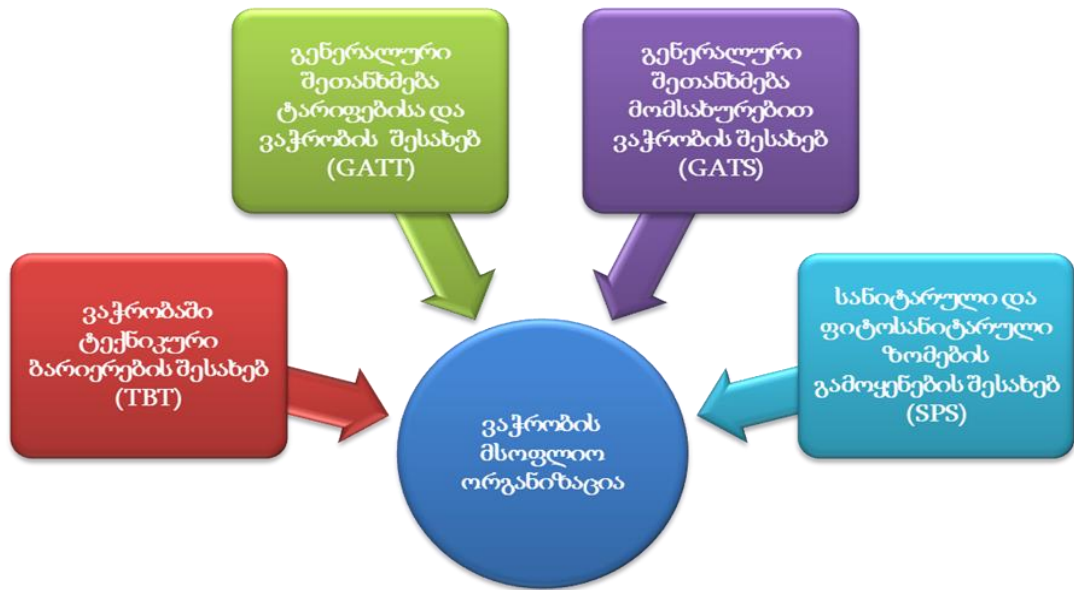 გენერალური
შეთანხმება
ტარიფებისა და
ვაჭრობის შესახებ
(GATT)
გენერალური
შეთანხმება
მომსახურებით
ვაჭრობის შესახებ
(GATS)
ვაჭრობაში
ტექნიკური
ბარიერების შესახებ
(TBT)
სანიტარული და
ფიტოსანიტარული
ზომების
გამოყენების შესახებ
(SPS)
ვაჭრობის
მსოფლიო
ორგანიზაცია